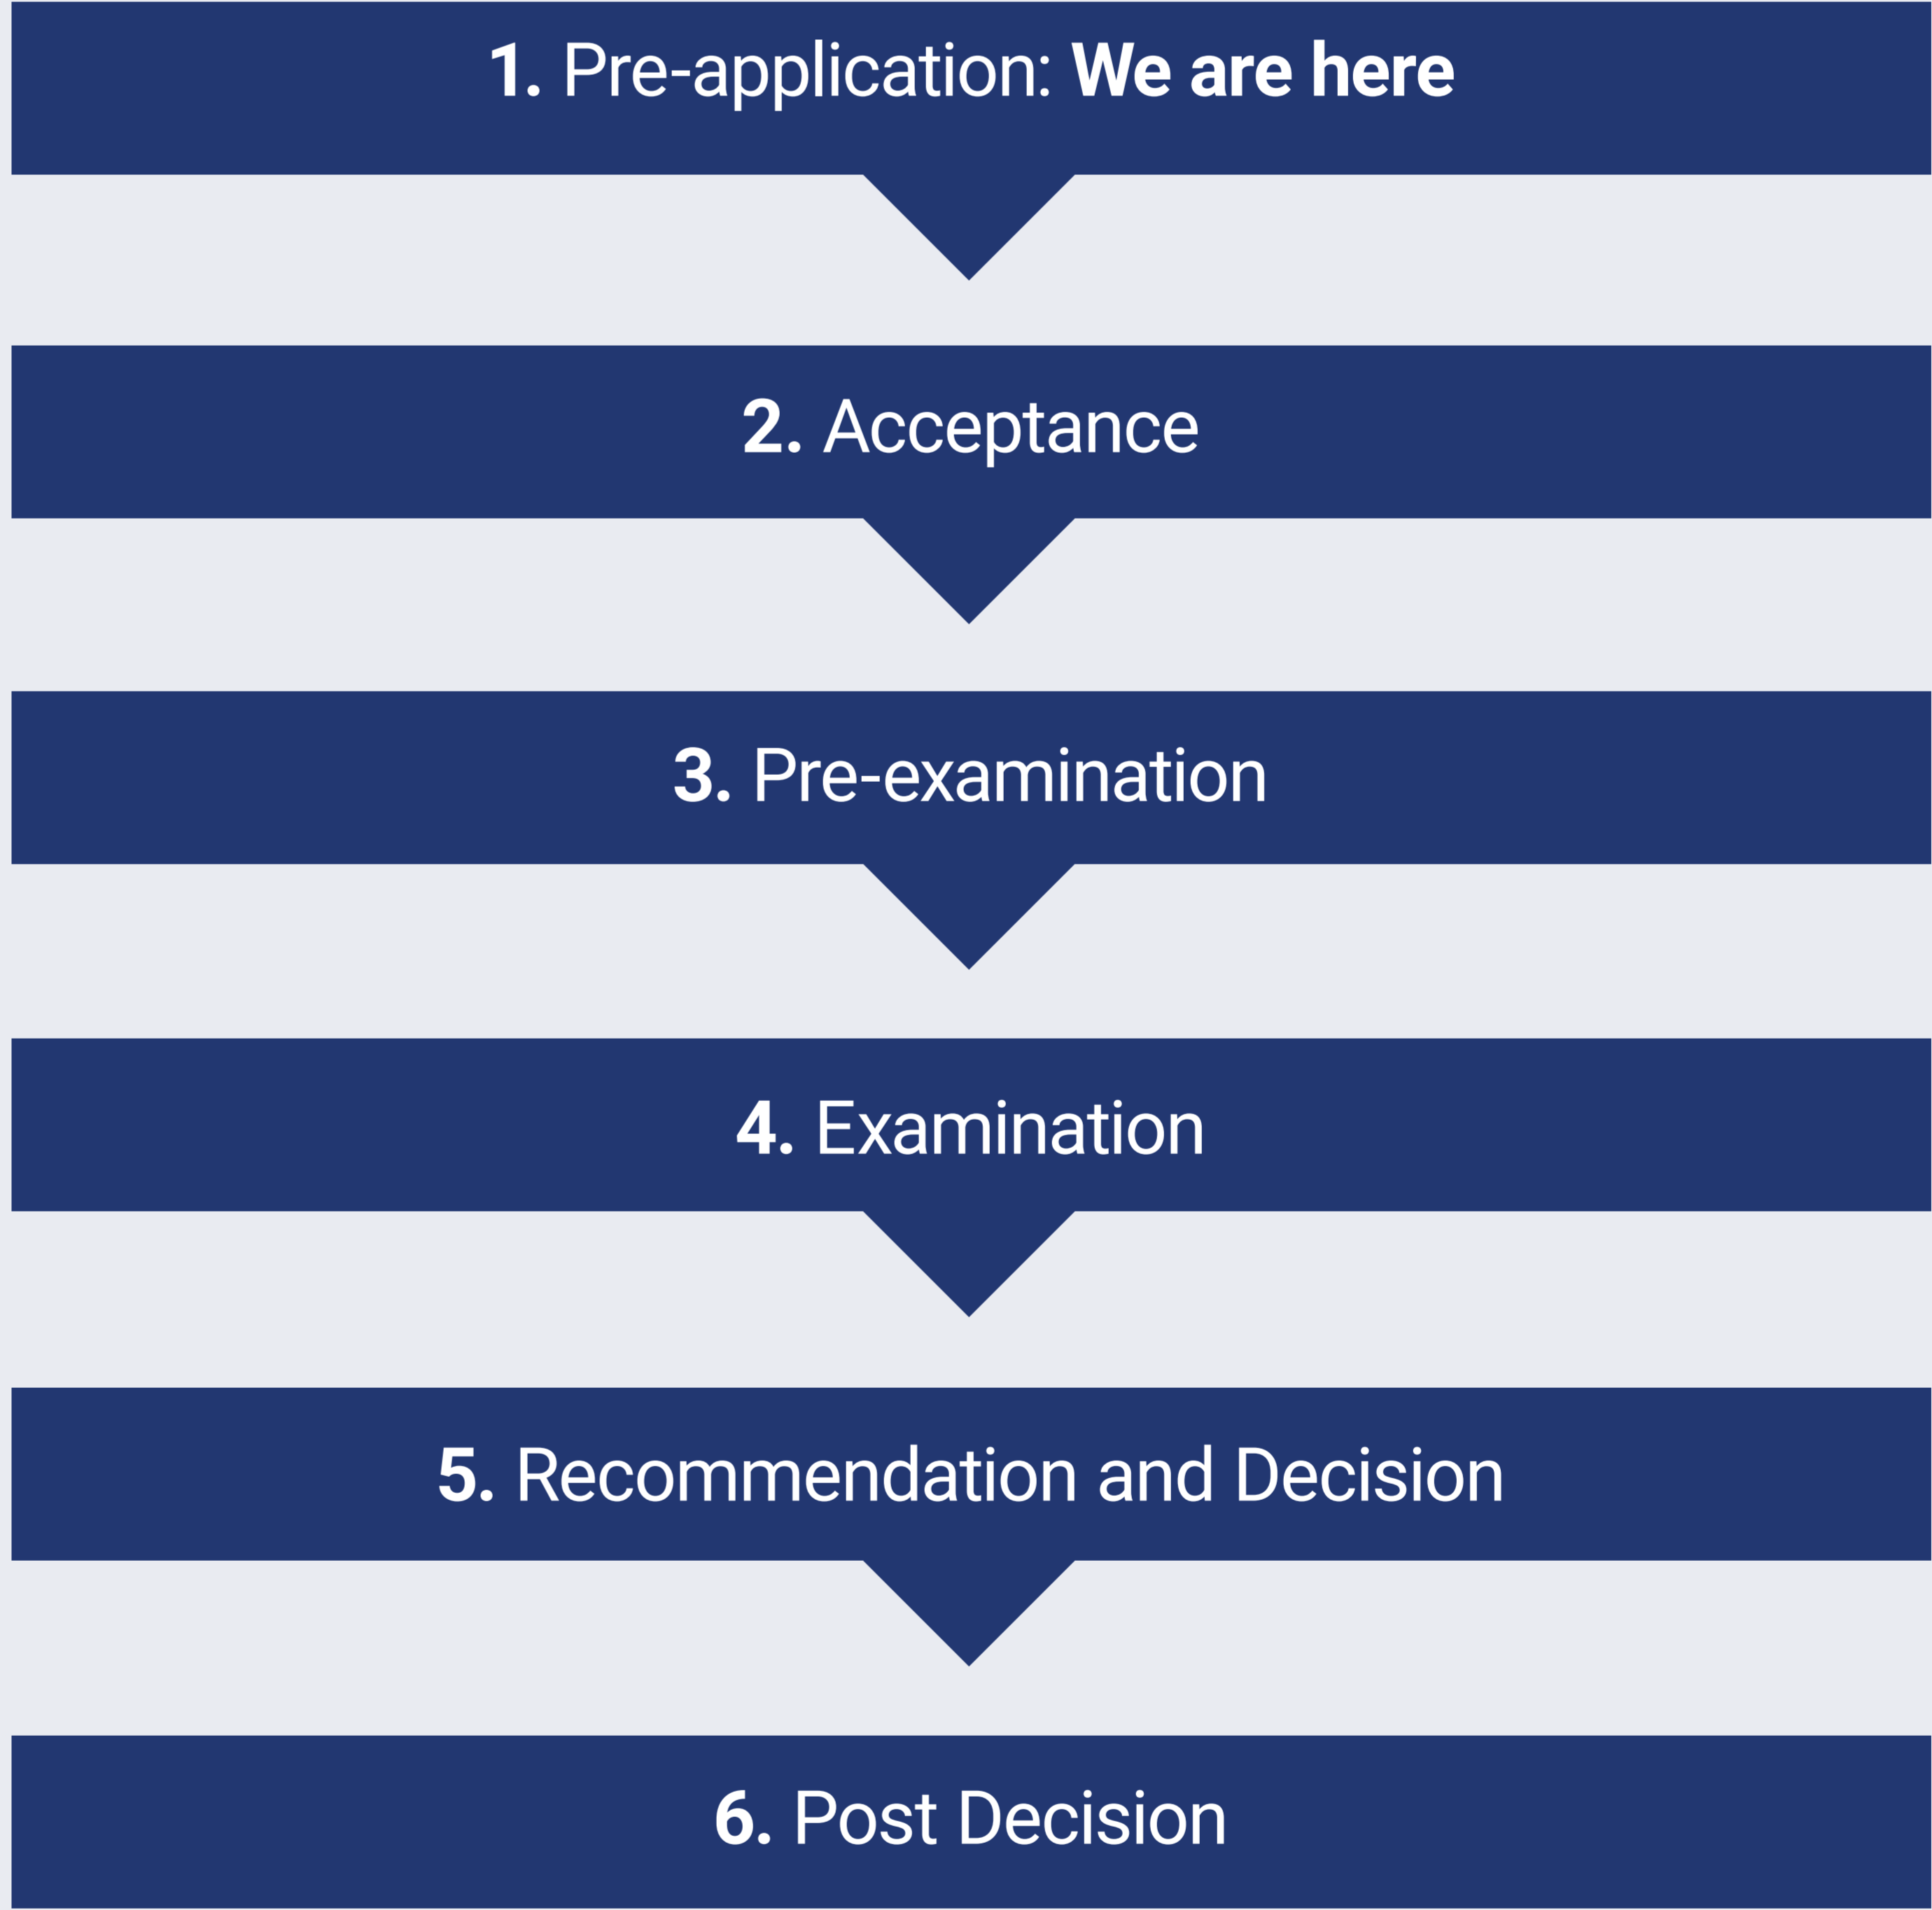 1. Pre-application: We are here
2. Acceptance
3. Pre-examination
4. Examination
5. Recommendation and Decision
6. Post Decision